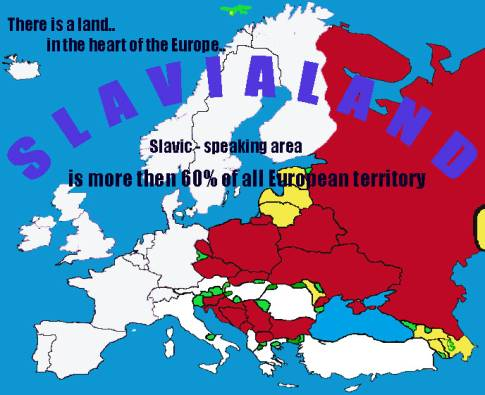 There is a land..
in the heart of the Europe..
SLAVIALAND
Slavic - speaking area
is more then 60% of all European territory